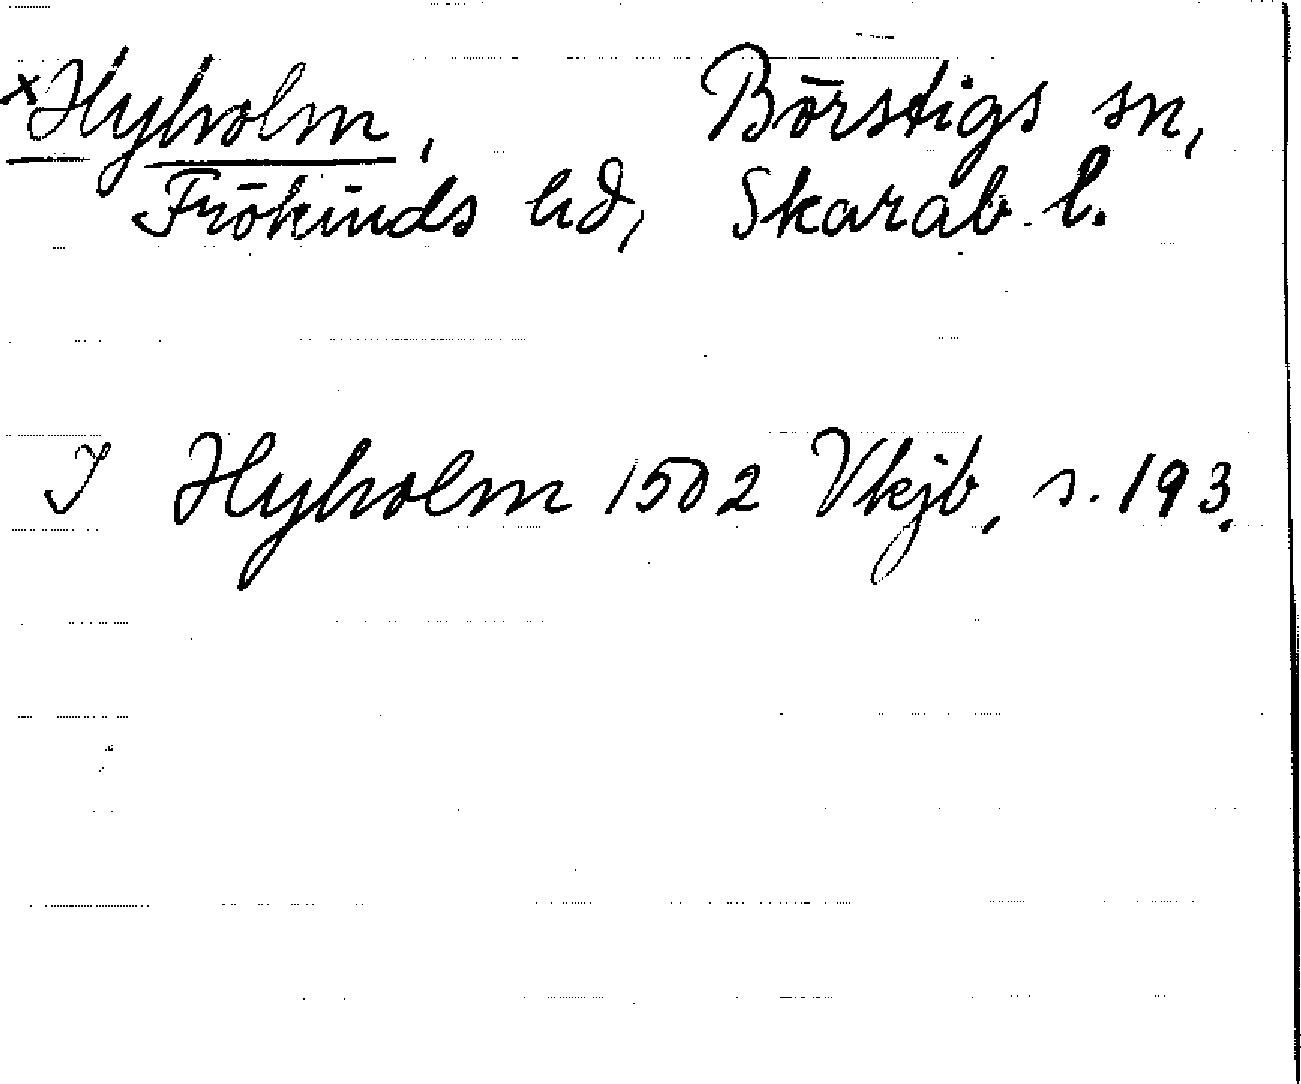 ×Hyholm, Börstigs sn,
Frökinds hd, Skarab. l.
I Hyholm 1502 Vkjb, s. 193.